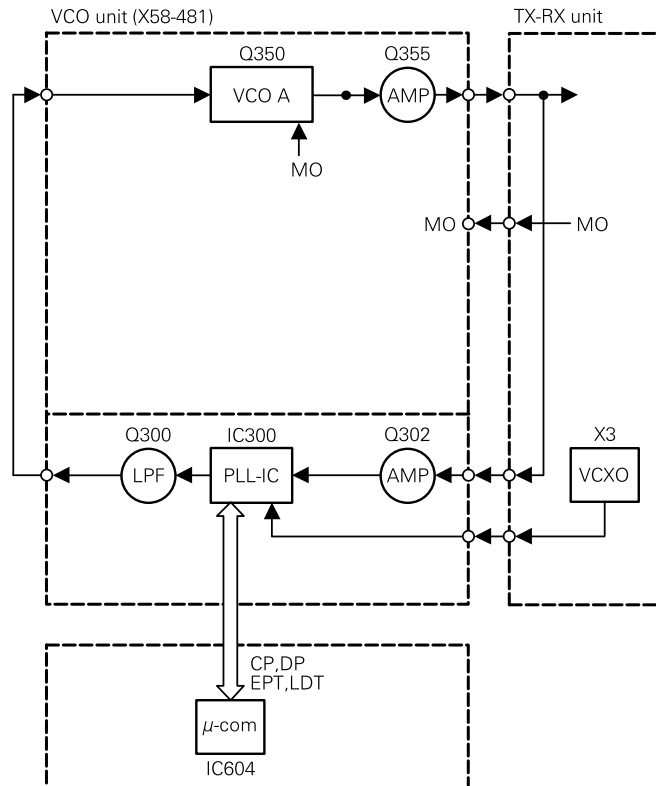 VCO unit (X58-481)
TX-RX unit
Q350
Q355
VCO A
AMP
MO
MO
MO
Q300
IC300
Q302
X3
LPF
PLL-IC
AMP
VCXO
CP,DP
EPT,LDT
μ-com
IC604